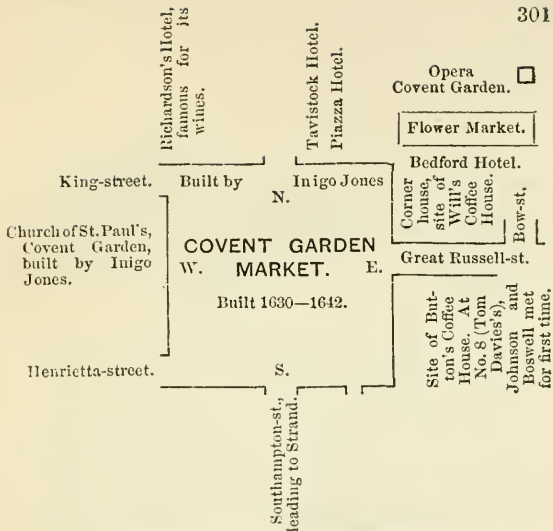 301
Richardson's Hotel,
famous for its
wines.
Tavistock Hotel.
Piazza Hotel.
Opera
Covent Garden.
Flower Market.
Bedford Hotel.
King-street.
Built by
Inigo Jones
N.
Corner
house,
site of
Will's
Coffee
House.
Bow-st,
Church of St. Paul's,
Covent Garden,
built by Inigo
Jones.
W.
COVENT GARDEN
MARKET.
E.
Built 1630—1642.
Great Russell-st.
Site of But-
ton's Coffee
House. At
No. 8 (Tom
Davies's),
Johnson and
Boswell met
for first time.
Henrietta-street.
S.
Southampton-st.,
leading to Strand.